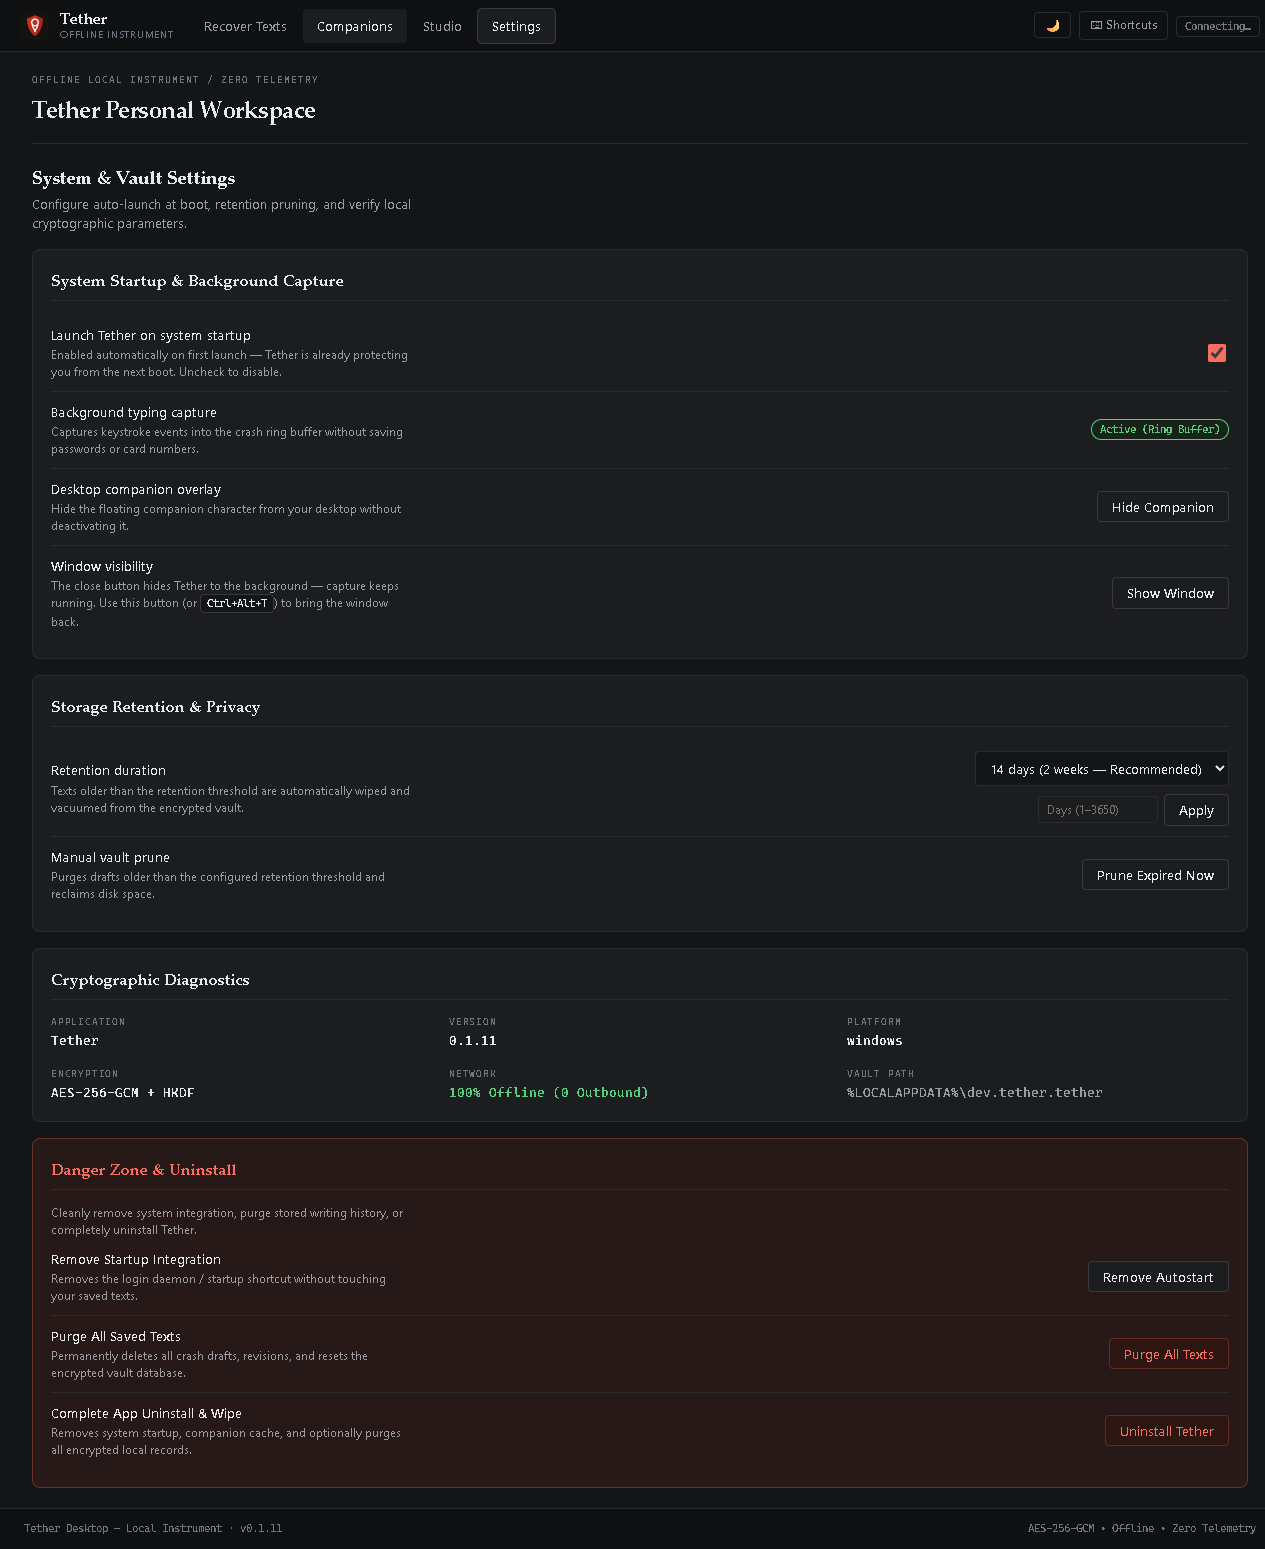 Tether
OFFLINE INSTRUMENT
Recover Texts
Companions
Studio
Settings
Shortcuts
Connecting…
OFFLINE LOCAL INSTRUMENT / ZERO TELEMETRY
Tether Personal Workspace
System & Vault Settings
Configure auto-launch at boot, retention pruning, and verify local
cryptographic parameters.
System Startup & Background Capture
Launch Tether on system startup
Enabled automatically on first launch — Tether is already protecting
you from the next boot. Uncheck to disable.
Background typing capture
Captures keystroke events into the crash ring buffer without saving
passwords or card numbers.
Active (Ring Buffer)
Desktop companion overlay
Hide the floating companion character from your desktop without
deactivating it.
Hide Companion
Window visibility
The close button hides Tether to the background — capture keeps
running. Use this button (or Ctrl+Alt+T) to bring the window
back.
Show Window
Storage Retention & Privacy
Retention duration
Texts older than the retention threshold are automatically wiped and
vacuumed from the encrypted vault.
14 days (2 weeks — Recommended)
Days (1–3650)
Apply
Manual vault prune
Purges drafts older than the configured retention threshold and
reclaims disk space.
Prune Expired Now
Cryptographic Diagnostics
APPLICATION
Tether
VERSION
0.1.11
PLATFORM
windows
ENCRYPTION
AES-256-GCM + HKDF
NETWORK
100% Offline (0 Outbound)
VAULT PATH
%LOCALAPPDATA%\dev.tether.tether
Danger Zone & Uninstall
Cleanly remove system integration, purge stored writing history, or
completely uninstall Tether.
Remove Startup Integration
Removes the login daemon / startup shortcut without touching
your saved texts.
Remove Autostart
Purge All Saved Texts
Permanently deletes all crash drafts, revisions, and resets the
encrypted vault database.
Purge All Texts
Complete App Uninstall & Wipe
Removes system startup, companion cache, and optionally purges
all encrypted local records.
Uninstall Tether
Tether Desktop — Local Instrument · v0.1.11
AES-256-GCM • Offline • Zero Telemetry